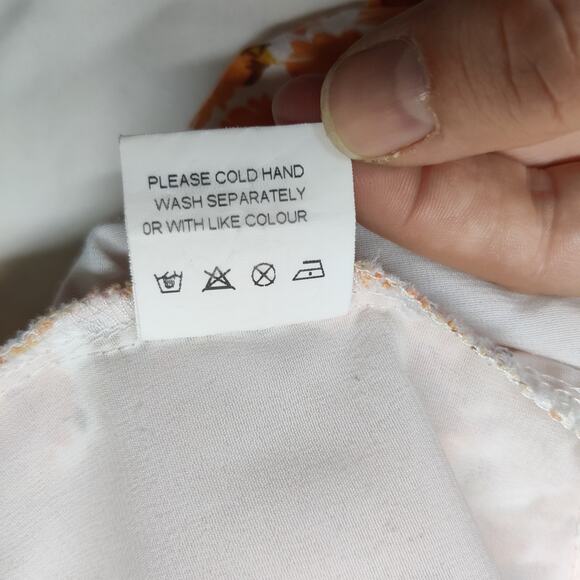 PLEASE COLD HAND
WASH SEPARATELY
OR WITH LIKE COLOUR